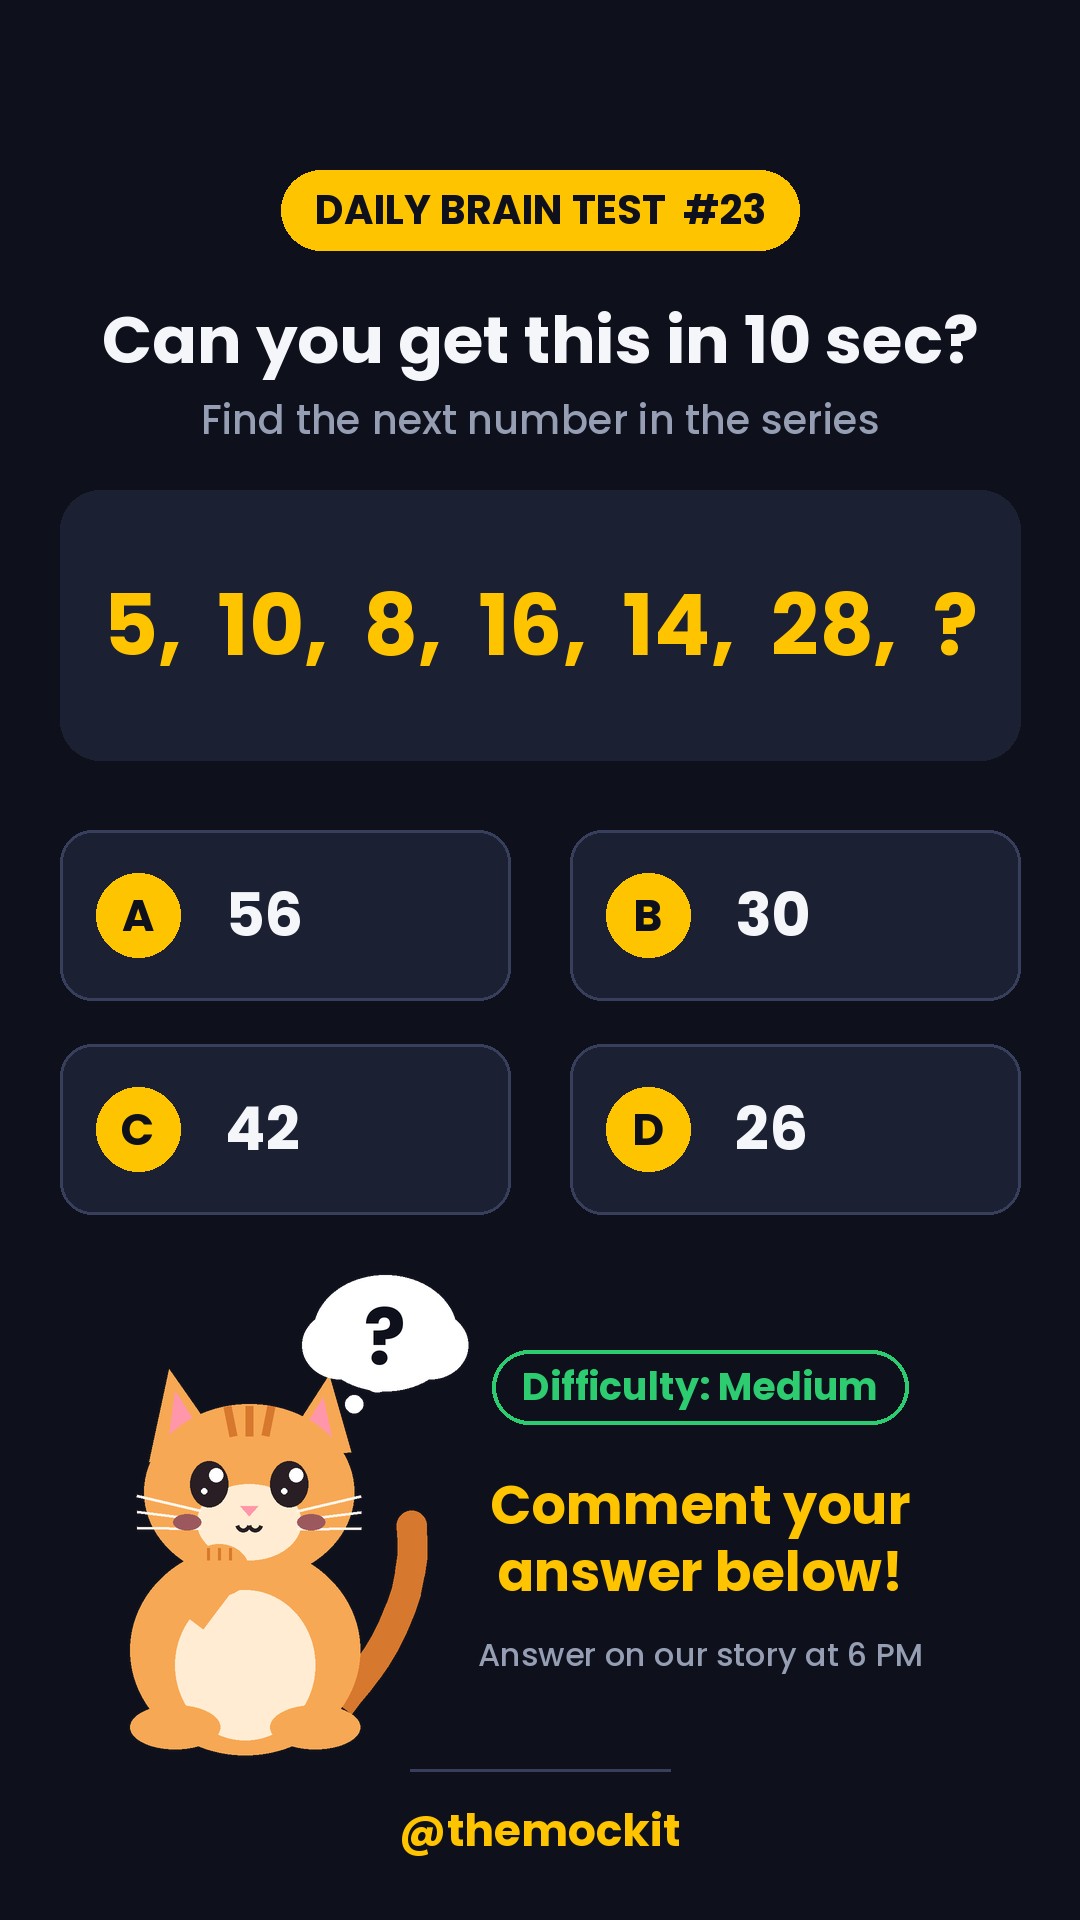 DAILY BRAIN TEST #23
Can you get this in 10 sec?
Find the next number in the series
5, 10, 8, 16, 14, 28, ?
A 56
B 30
C 42
D 26
?
Difficulty: Medium
Comment your
answer below!
Answer on our story at 6 PM
@themockit